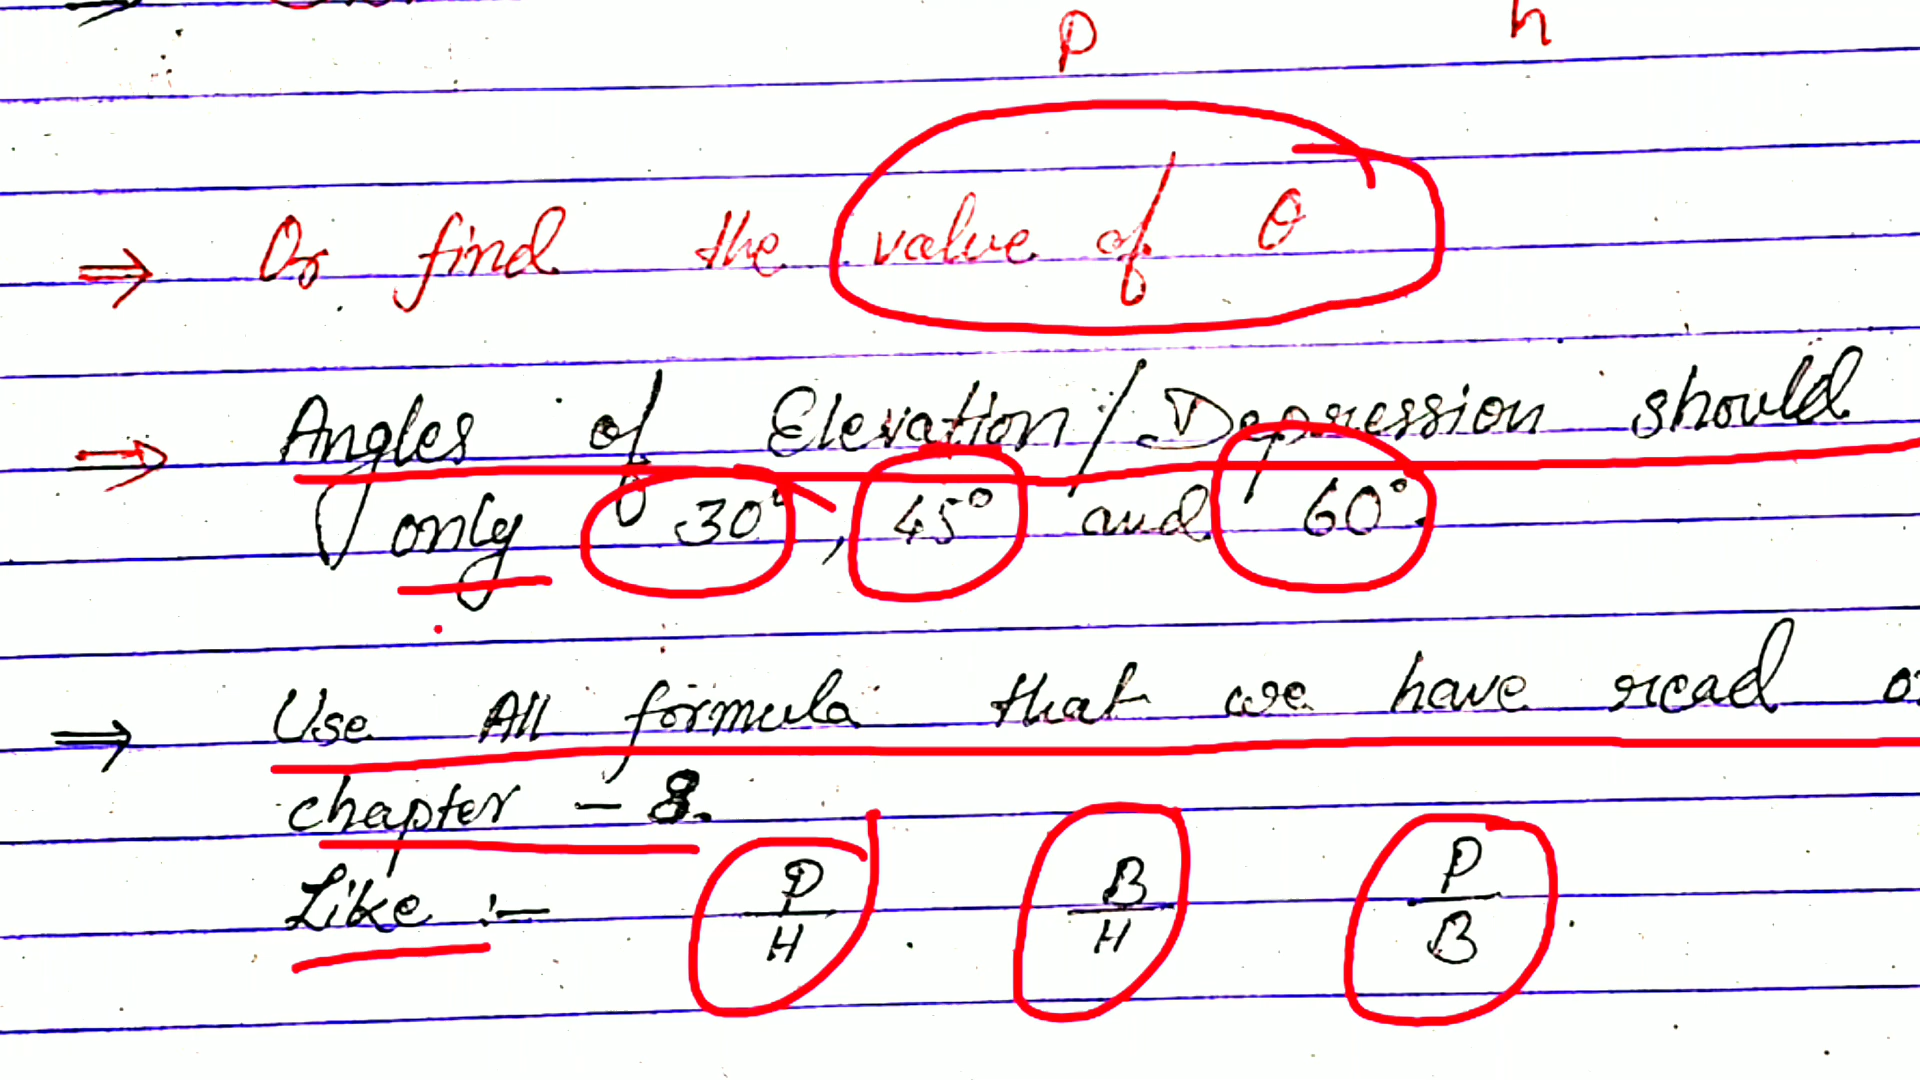 p h
⇒ Or find the value of θ
⇒ Angles of Elevation/Depression should
only 30°, 45° and 60°.
⇒ Use All formula that we have read
chapter - 8.
Like :- P/H B/H P/B